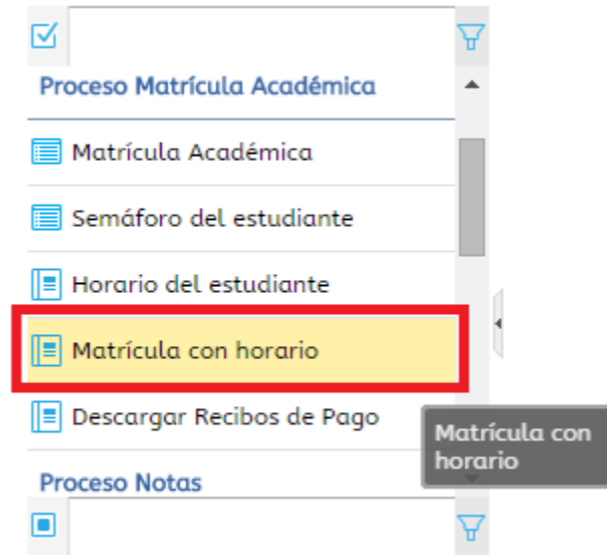 Proceso Matrícula Académica
Matrícula Académica
Semáforo del estudiante
Horario del estudiante
Matrícula con horario
Descargar Recibos de Pago
Matrícula con
horario
Proceso Notas